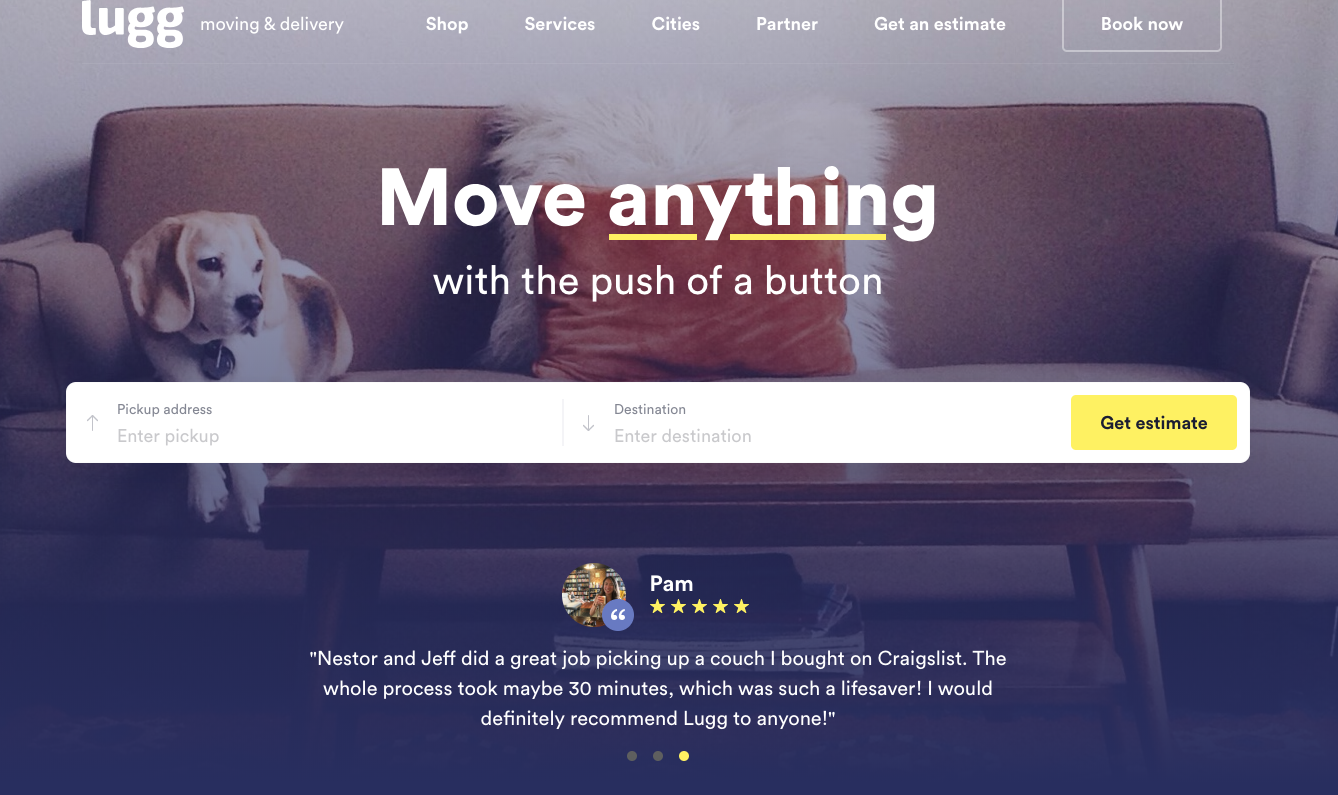 lugg moving & delivery Shop Services Cities Partner Get an estimate Book now
Move anything
with the push of a button
Pickup address
Enter pickup
Destination
Enter destination
Get estimate
Pam
"Nestor and Jeff did a great job picking up a couch I bought on Craigslist. The
whole process took maybe 30 minutes, which was such a lifesaver! I would
definitely recommend Lugg to anyone!"